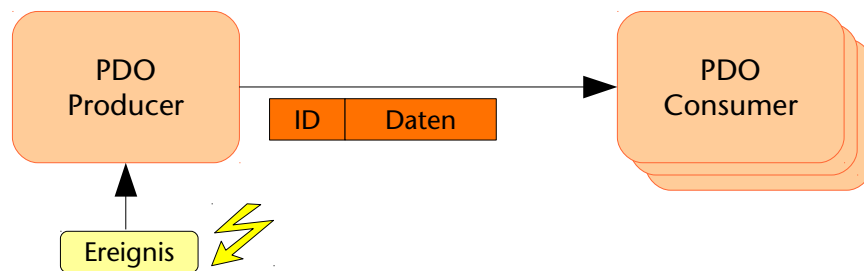 PDO
Producer
ID
Daten
PDO
Consumer
Ereignis